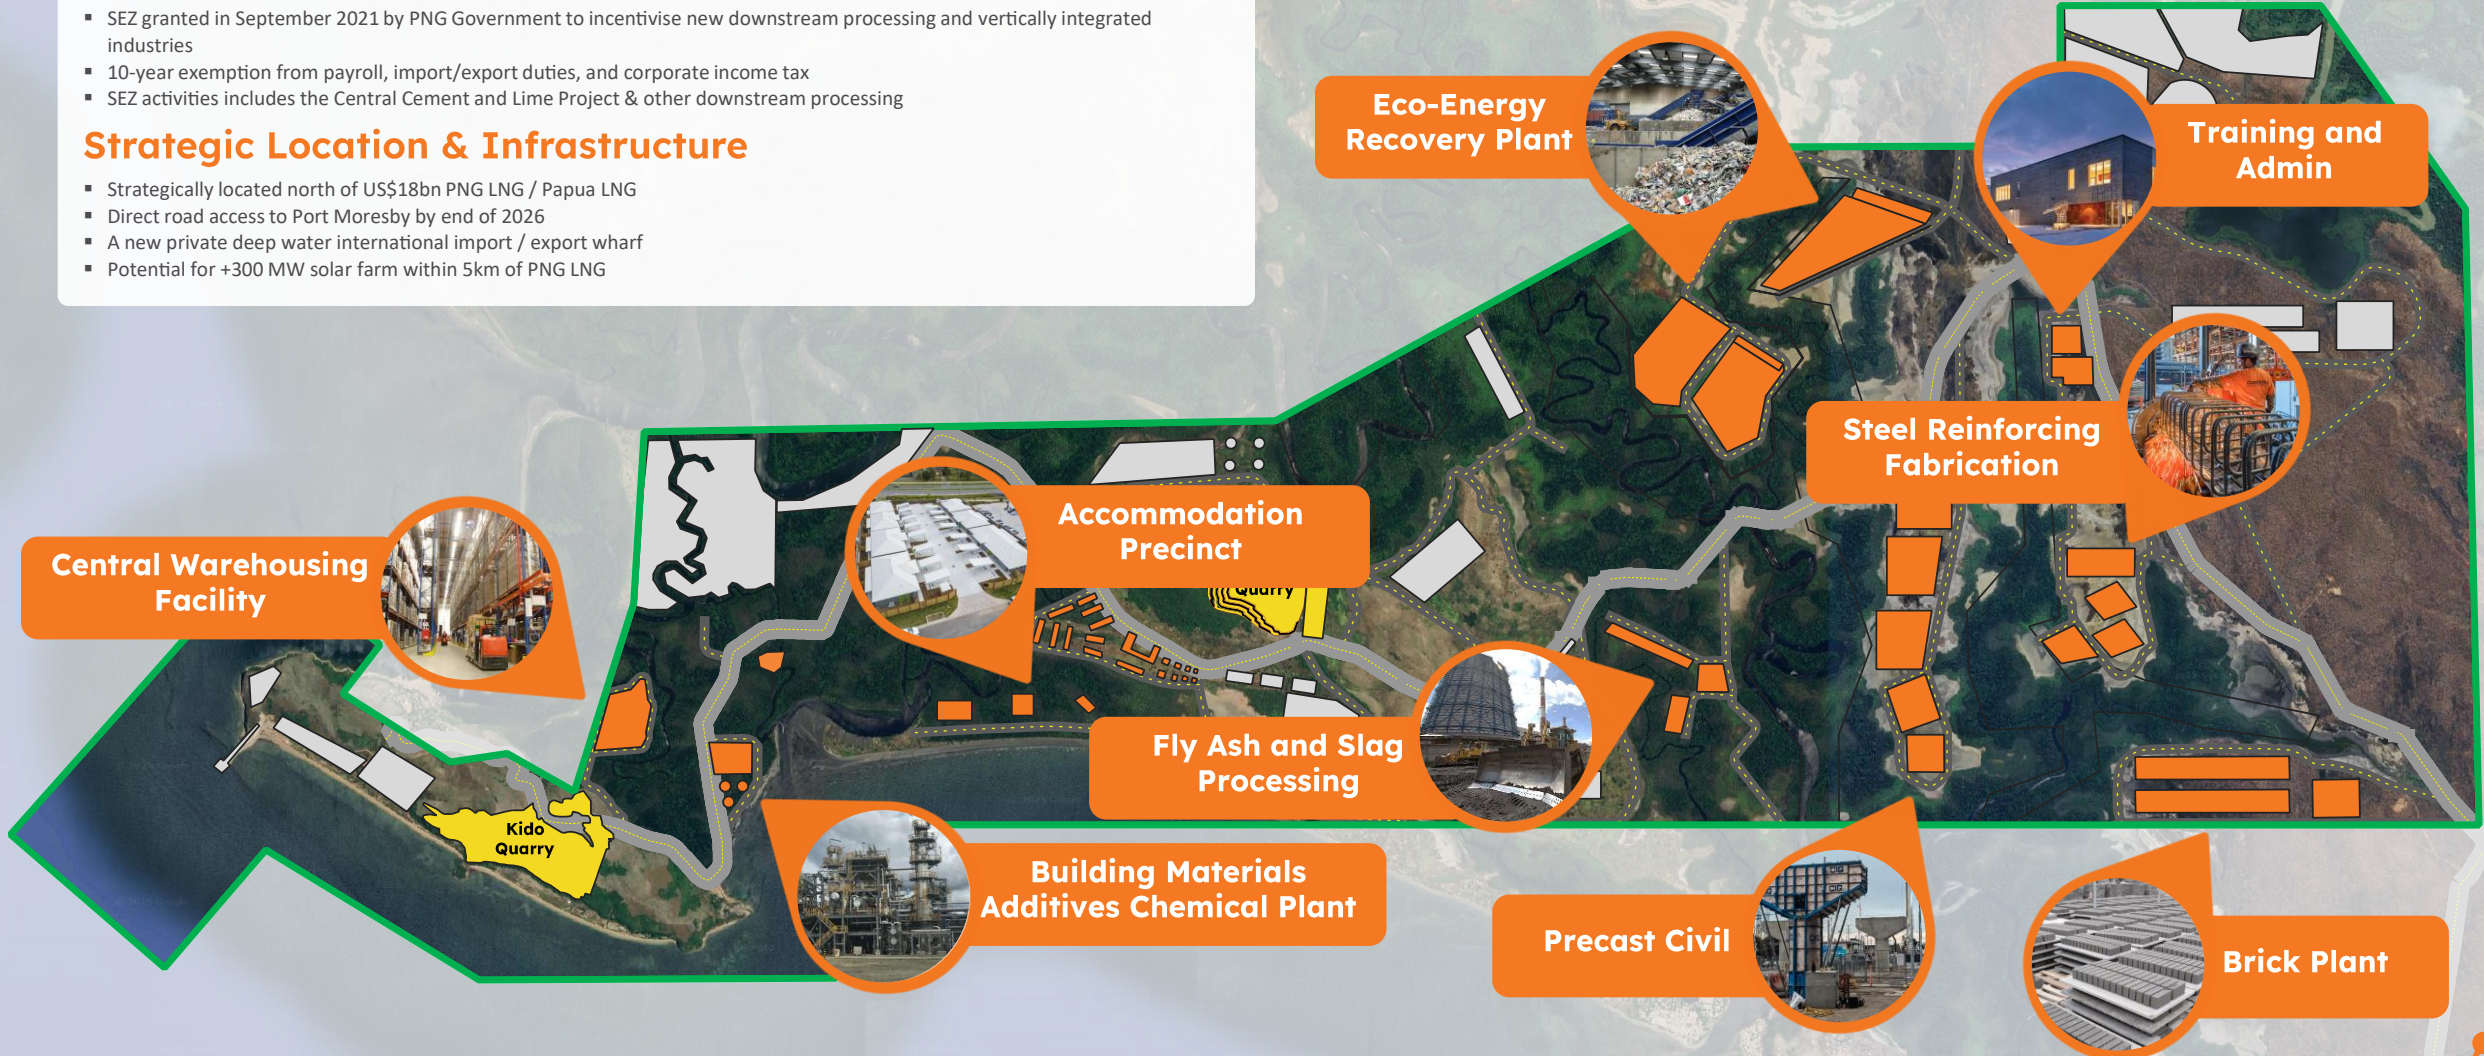 ▪ SEZ granted in September 2021 by PNG Government to incentivise new downstream processing and vertically integrated
industries
▪ 10-year exemption from payroll, import/export duties, and corporate income tax
▪ SEZ activities includes the Central Cement and Lime Project & other downstream processing
Strategic Location & Infrastructure
▪ Strategically located north of US$18bn PNG LNG / Papua LNG
▪ Direct road access to Port Moresby by end of 2026
▪ A new private deep water international import / export wharf
▪ Potential for +300 MW solar farm within 5km of PNG LNG
Eco-Energy
Recovery Plant
Training and
Admin
Steel Reinforcing
Fabrication
Accommodation
Precinct
Quarry
Central Warehousing
Facility
Fly Ash and Slag
Processing
Kido
Quarry
Building Materials
Additives Chemical Plant
Precast Civil
Brick Plant